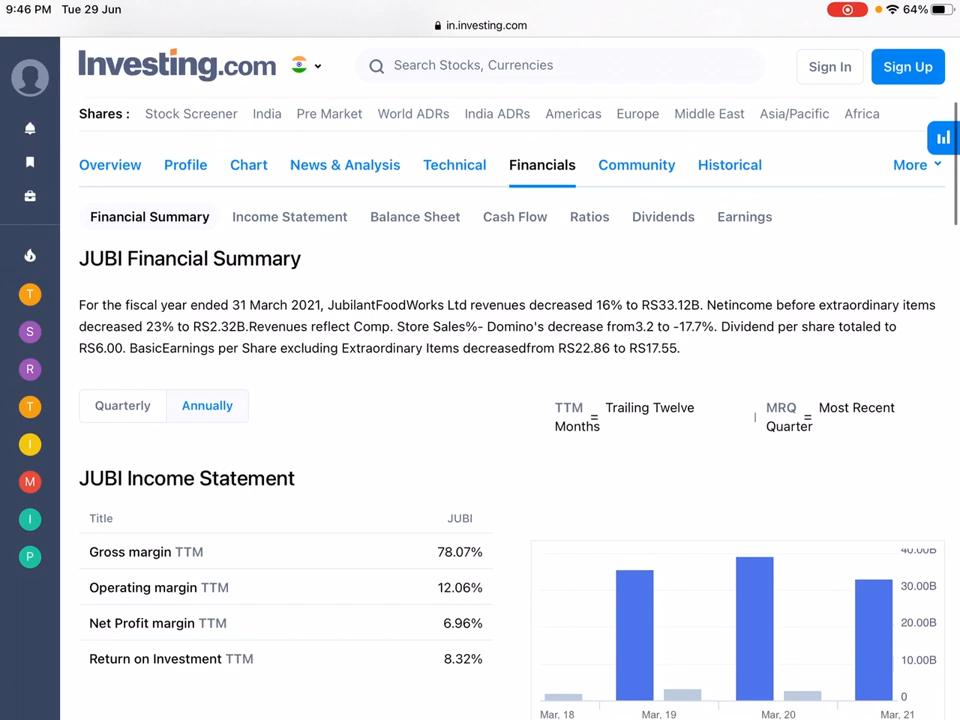 9:46 PM Tue 29 Jun
64%
in.investing.com
Investing.com
Search Stocks, Currencies
Sign In
Sign Up
Shares : Stock Screener India Pre Market World ADRs India ADRs Americas Europe Middle East Asia/Pacific Africa
Overview Profile Chart News & Analysis Technical Financials Community Historical More
Financial Summary Income Statement Balance Sheet Cash Flow Ratios Dividends Earnings
JUBI Financial Summary
For the fiscal year ended 31 March 2021, JubilantFoodWorks Ltd revenues decreased 16% to RS33.12B. Netincome before extraordinary items
decreased 23% to RS2.32B.Revenues reflect Comp. Store Sales%- Domino's decrease from3.2 to -17.7%. Dividend per share totaled to
RS6.00. BasicEarnings per Share excluding Extraordinary Items decreasedfrom RS22.86 to RS17.55.
Quarterly Annually
TTM = Trailing Twelve
Months
| MRQ = Most Recent
Quarter
JUBI Income Statement
Title JUBI
Gross margin TTM 78.07%
Operating margin TTM 12.06%
Net Profit margin TTM 6.96%
Return on Investment TTM 8.32%
40.00B
30.00B
20.00B
10.00B
0
Mar, 18 Mar, 19 Mar, 20 Mar, 21
T
S
R
T
I
M
I
P